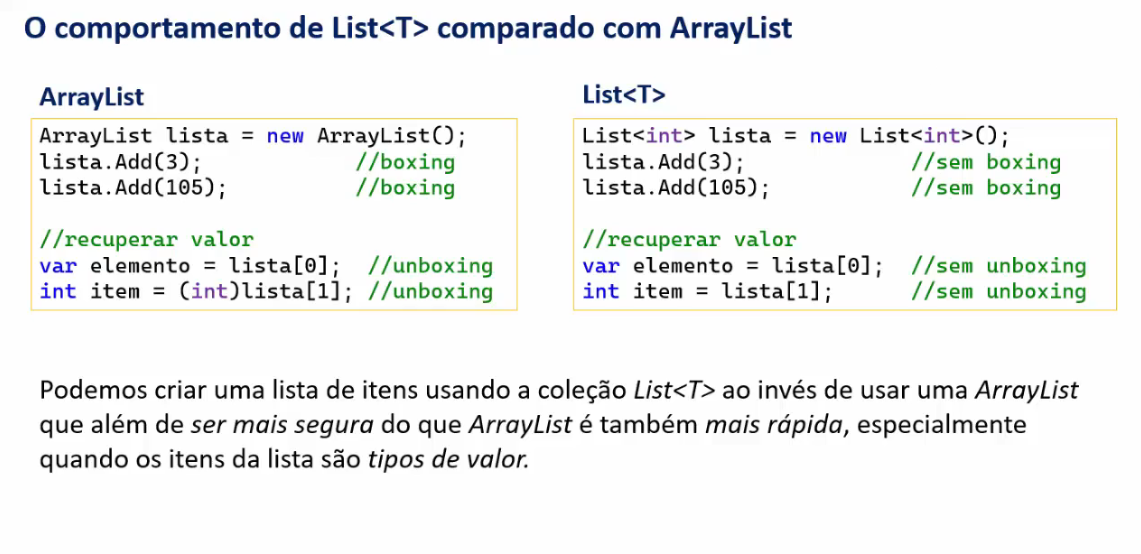 O comportamento de List<T> comparado com ArrayList
ArrayList
ArrayList lista = new ArrayList();
lista.Add(3); //boxing
lista.Add(105); //boxing
//recuperar valor
var elemento = lista[0]; //unboxing
int item = (int)lista[1]; //unboxing
List<T>
List<int> lista = new List<int>();
lista.Add(3); //sem boxing
lista.Add(105); //sem boxing
//recuperar valor
var elemento = lista[0]; //sem unboxing
int item = lista[1]; //sem unboxing
Podemos criar uma lista de itens usando a coleção List<T> ao invés de usar uma ArrayList
que além de ser mais segura do que ArrayList é também mais rápida, especialmente
quando os itens da lista são tipos de valor.